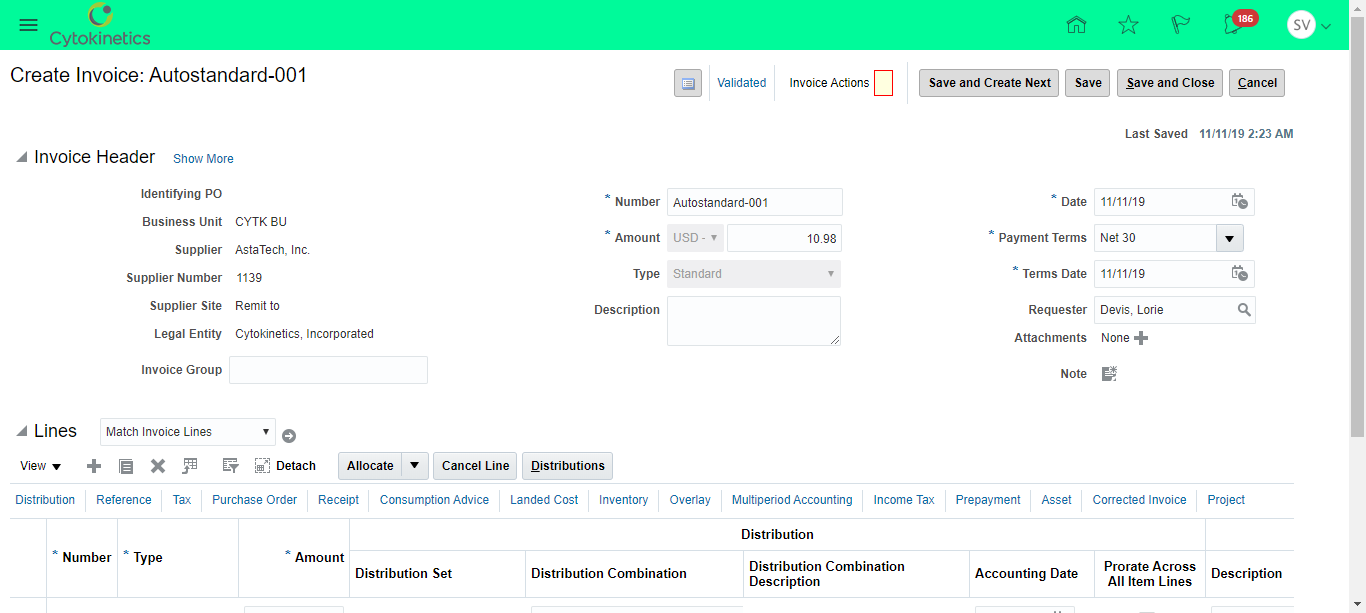 Cytokinetics
186
SV
Create Invoice: Autostandard-001
Validated
Invoice Actions
Save and Create Next
Save
Save and Close
Cancel
Last Saved 11/11/19 2:23 AM
Invoice Header Show More
Identifying PO
Business Unit CYTK BU
Supplier AstaTech, Inc.
Supplier Number 1139
Supplier Site Remit to
Legal Entity Cytokinetics, Incorporated
Invoice Group
* Number Autostandard-001
* Amount USD - 10.98
Type Standard
Description
* Date 11/11/19
* Payment Terms Net 30
* Terms Date 11/11/19
Requester Devis, Lorie
Attachments None
Note
Lines Match Invoice Lines
View Detach Allocate Cancel Line Distributions
Distribution Reference Tax Purchase Order Receipt Consumption Advice Landed Cost Inventory Overlay Multiperiod Accounting Income Tax Prepayment Asset Corrected Invoice Project
* Number * Type * Amount
Distribution
Distribution Set
Distribution Combination
Distribution Combination
Description
Accounting Date
Prorate Across
All Item Lines
Description